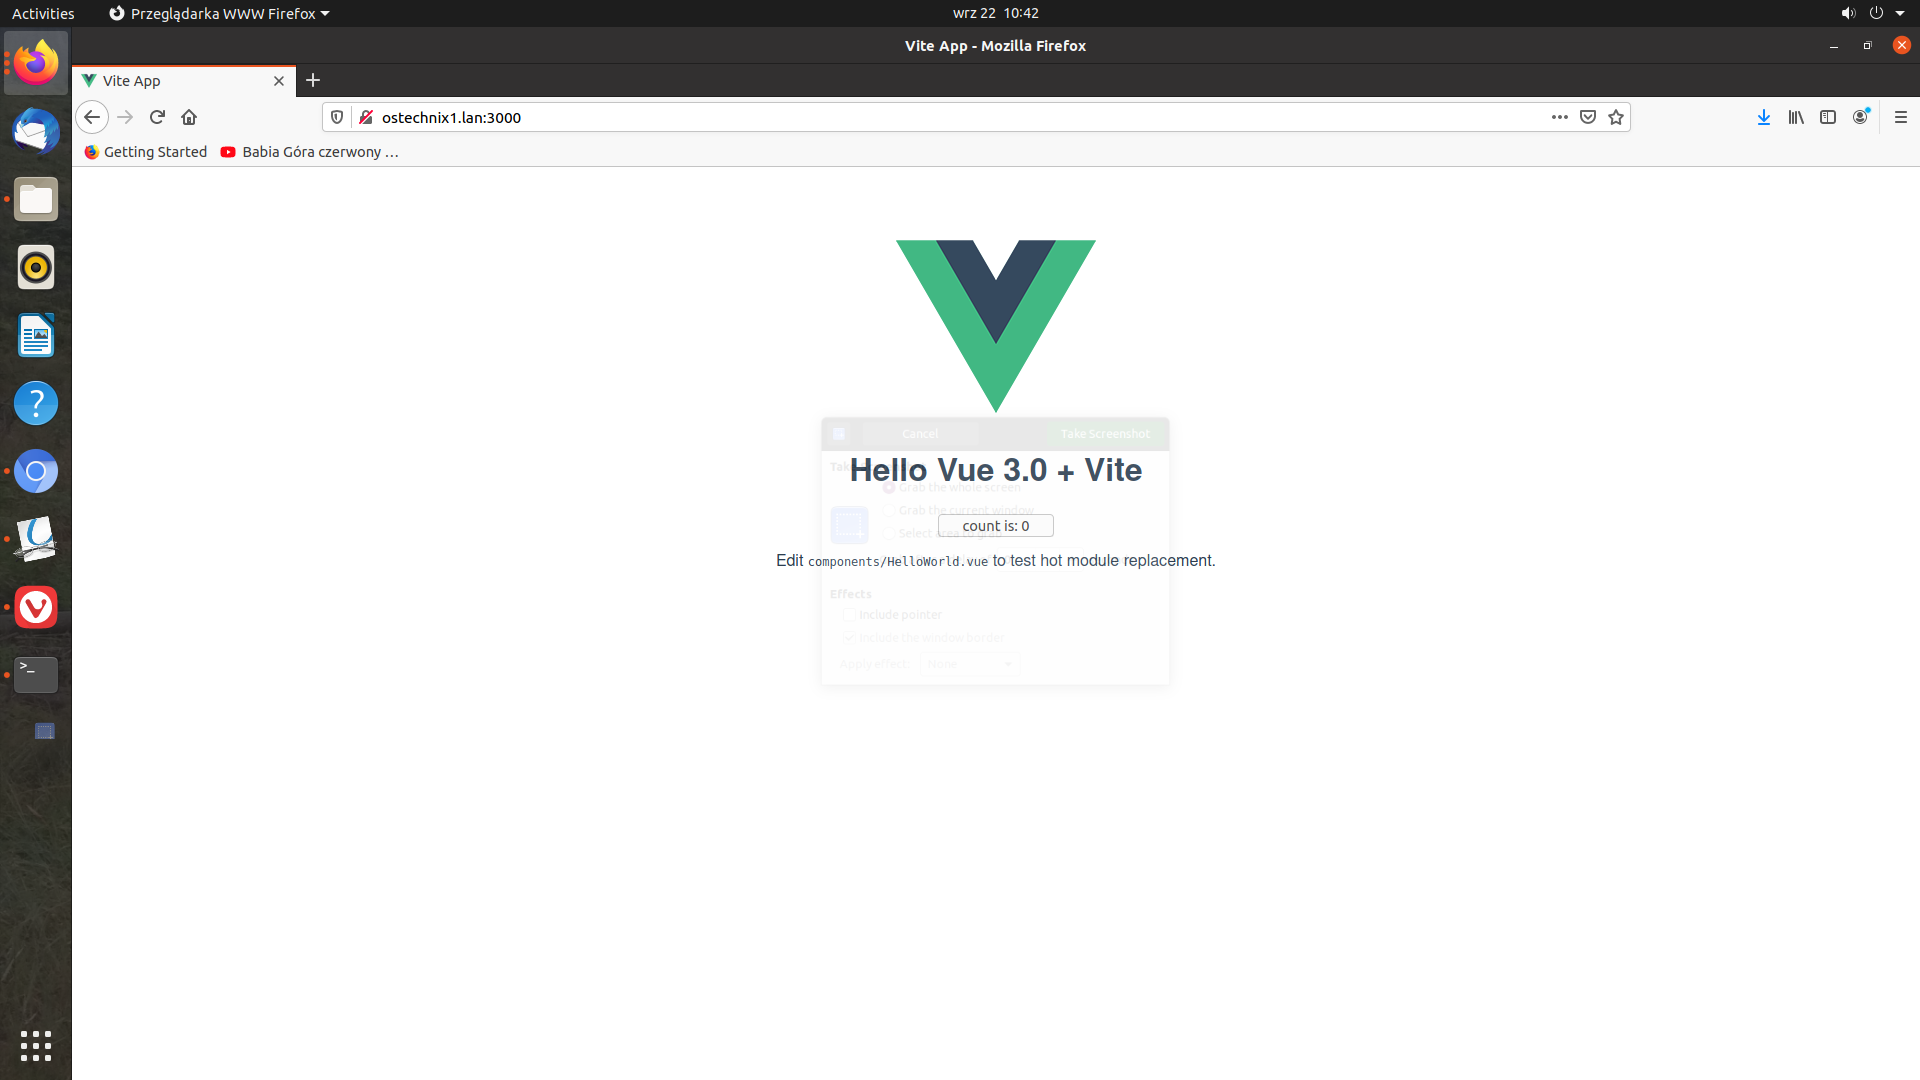 Activities
Przeglądarka WWW Firefox
wrz 22 10:42
Vite App - Mozilla Firefox
Vite App
ostechnix1.lan:3000
Getting Started
Babia Góra czerwony …
Cancel
Take Screenshot
Hello Vue 3.0 + Vite
Grab the whole screen
Grab the current window
Select area to grab
count is: 0
Edit components/HelloWorld.vue to test hot module replacement.
Effects
Include pointer
Include the window border
Apply effect:
None